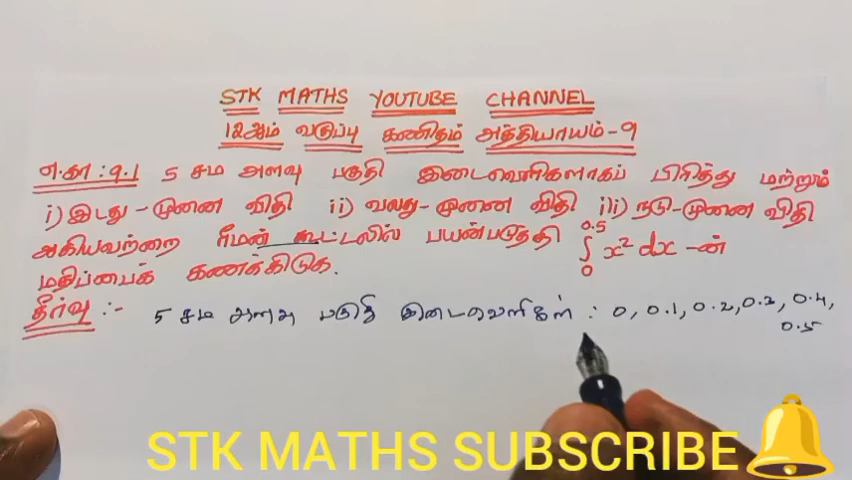 STK MATHS YOUTUBE CHANNEL
12ஆம் வகுப்பு கணிதம் அத்தியாயம்-9
எ.கா : 9.1 5 சம அளவு பகுதி இடைவெளிகளாகப் பிரித்து மற்றும்
i) இடது-முனை விதி ii) வலது-முனை விதி iii) நடு-முனை விதி
ஆகியவற்றை ரீமன் கூட்டலில் பயன்படுத்தி ∫₀^0.5 x² dx -ன்
மதிப்பைக் கணக்கிடுக.
தீர்வு :- 5 சம அளவு பகுதி இடைவெளிகள் : 0, 0.1, 0.2, 0.3, 0.4,
0.5
STK MATHS SUBSCRIBE